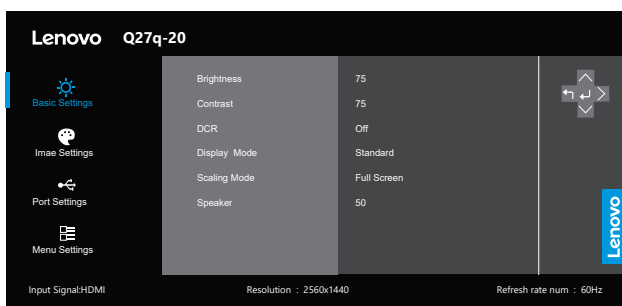 Lenovo Q27q-20
Brightness 75
Basic Settings
Contrast 75
DCR Off
Imae Settings
Display Mode Standard
Scaling Mode Full Screen
Port Settings
Speaker 50
Lenovo
Menu Settings
Input Signal:HDMI Resolution : 2560x1440 Refresh rate num : 60Hz